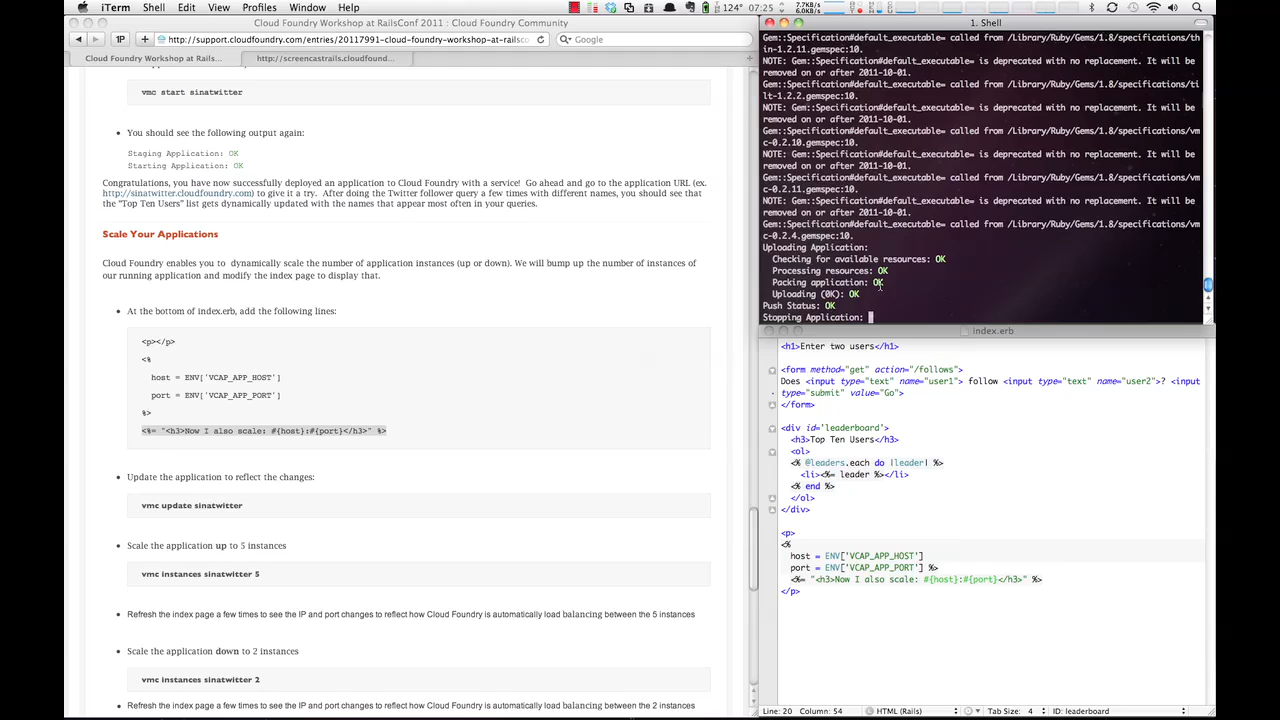 iTerm Shell Edit View Profiles Bookmarks Window Help
124° 07:25
7.7KB/s
6.0KB/s
Cloud Foundry Workshop at RailsConf 2011 : Cloud Foundry Community
http://support.cloudfoundry.com/entries/20117991-cloud-foundry-workshop-at-railsco
Google
Cloud Foundry Workshop at Rails...
http://screencastrails.cloudfound...
vmc start sinatwitter
• You should see the following output again:
Staging Application: OK
Starting Application: OK
Congratulations, you have now successfully deployed an application to Cloud Foundry with a service! Go ahead and go to the application URL (ex.
http://sinatwitter.cloudfoundry.com) to give it a try. After doing the Twitter follower query a few times with different names, you should see that
the "Top Ten Users" list gets dynamically updated with the names that appear most often in your queries.
Scale Your Applications
Cloud Foundry enables you to dynamically scale the number of application instances (up or down). We will bump up the number of instances of
our running application and modify the index page to display that.
• At the bottom of index.erb, add the following lines:
<p></p>
<%
host = ENV['VCAP_APP_HOST']
port = ENV['VCAP_APP_PORT']
%>
<%= "<h3>Now I also scale: #{host}:#{port}</h3>" %>
• Update the application to reflect the changes:
vmc update sinatwitter
• Scale the application up to 5 instances
vmc instances sinatwitter 5
• Refresh the index page a few times to see the IP and port changes to reflect how Cloud Foundry is automatically load balancing between the 5 instances
• Scale the application down to 2 instances
vmc instances sinatwitter 2
• Refresh the index page a few times to see the IP and port changes to reflect how Cloud Foundry is automatically load balancing between the 2 instances
1. Shell
Gem::Specification#default_executable= called from /Library/Ruby/Gems/1.8/specifications/th
in-1.2.11.gemspec:10.
NOTE: Gem::Specification#default_executable= is deprecated with no replacement. It will be
removed on or after 2011-10-01.
Gem::Specification#default_executable= called from /Library/Ruby/Gems/1.8/specifications/ti
lt-1.2.2.gemspec:10.
NOTE: Gem::Specification#default_executable= is deprecated with no replacement. It will be
removed on or after 2011-10-01.
Gem::Specification#default_executable= called from /Library/Ruby/Gems/1.8/specifications/vm
c-0.2.10.gemspec:10.
NOTE: Gem::Specification#default_executable= is deprecated with no replacement. It will be
removed on or after 2011-10-01.
Gem::Specification#default_executable= called from /Library/Ruby/Gems/1.8/specifications/vm
c-0.2.11.gemspec:10.
NOTE: Gem::Specification#default_executable= is deprecated with no replacement. It will be
removed on or after 2011-10-01.
Gem::Specification#default_executable= called from /Library/Ruby/Gems/1.8/specifications/vm
c-0.2.4.gemspec:10.
Uploading Application:
Checking for available resources: OK
Processing resources: OK
Packing application: OK
Uploading (0K): OK
Push Status: OK
Stopping Application:
index.erb
<h1>Enter two users</h1>
<form method="get" action="/follows">
Does <input type="text" name="user1"> follow <input type="text" name="user2">? <input
type="submit" value="Go">
</form>
<div id='leaderboard'>
<h3>Top Ten Users</h3>
<ol>
<% @leaders.each do |leader| %>
<li><%= leader %></li>
<% end %>
</ol>
</div>
<p>
<%
host = ENV['VCAP_APP_HOST']
port = ENV['VCAP_APP_PORT'] %>
<%= "<h3>Now I also scale: #{host}:#{port}</h3>" %>
</p>
Line: 20 Column: 54 HTML (Rails) Tab Size: 4 ID: leaderboard